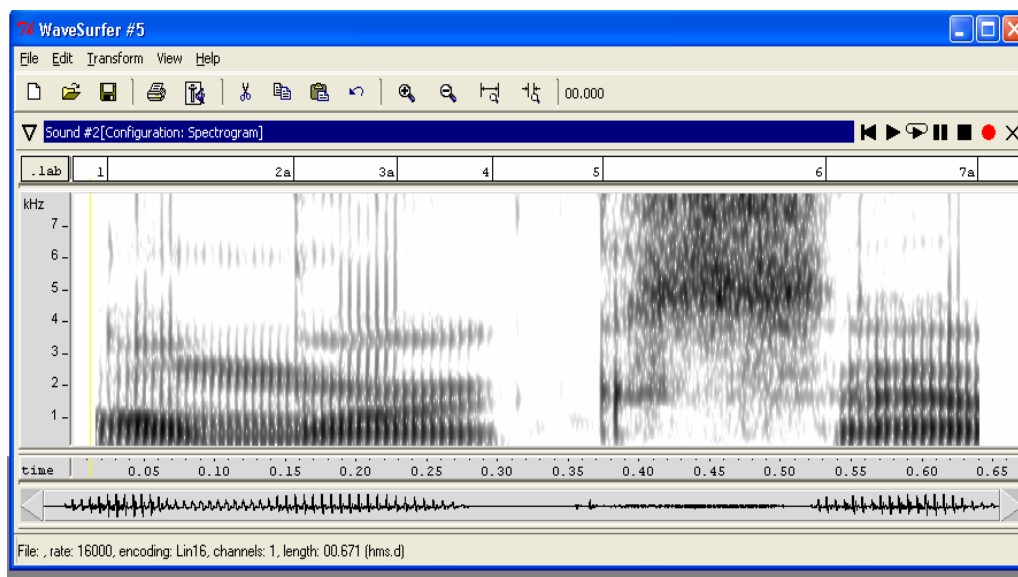 76 WaveSurfer #5
File Edit Transform View Help
00.000
Sound #2[Configuration: Spectrogram]
.lab 1 2a 3a 4 5 6 7a
kHz
7
6
5
4
3
2
1
time 0.05 0.10 0.15 0.20 0.25 0.30 0.35 0.40 0.45 0.50 0.55 0.60 0.65
File: , rate: 16000, encoding: Lin16, channels: 1, length: 00.671 (hms.d)